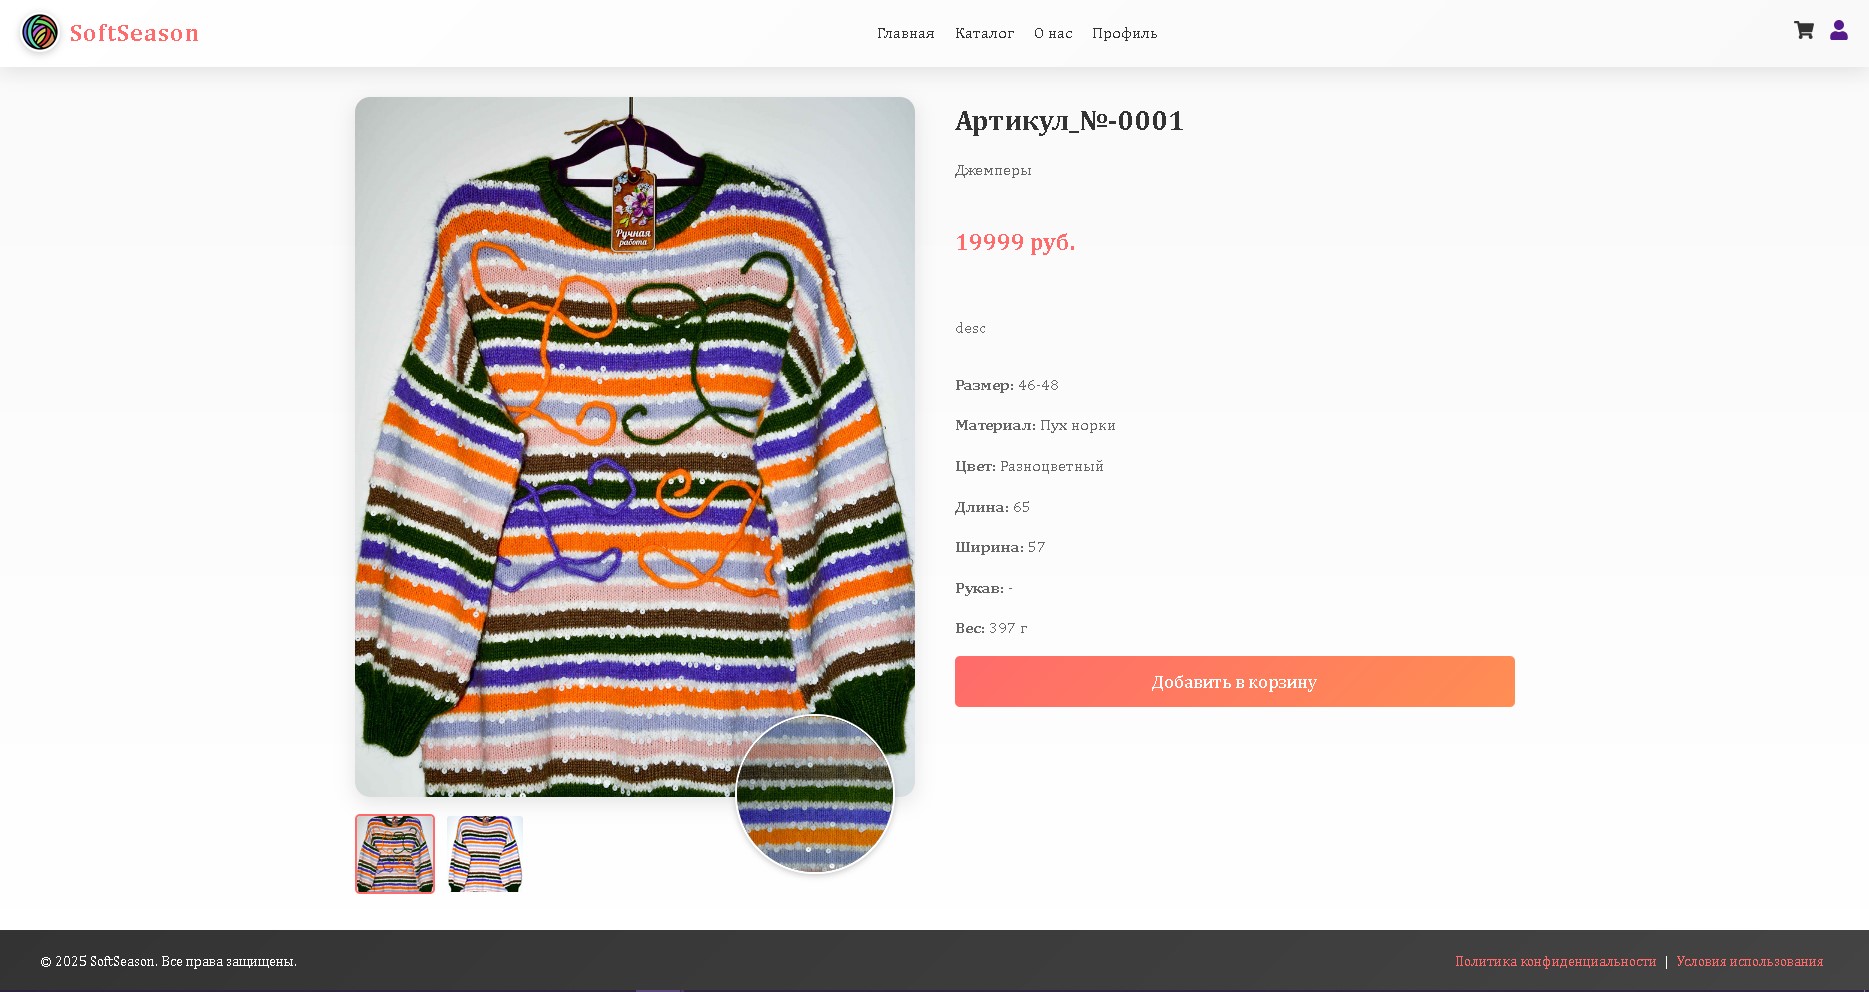 SoftSeason
Главная Каталог О нас Профиль
Ручная
работа
Артикул_№-0001
Джемперы
19999 руб.
desc
Размер: 46-48
Материал: Пух норки
Цвет: Разноцветный
Длина: 65
Ширина: 57
Рукав: -
Вес: 397 г
Добавить в корзину
© 2025 SoftSeason. Все права защищены.
Политика конфиденциальности | Условия использования